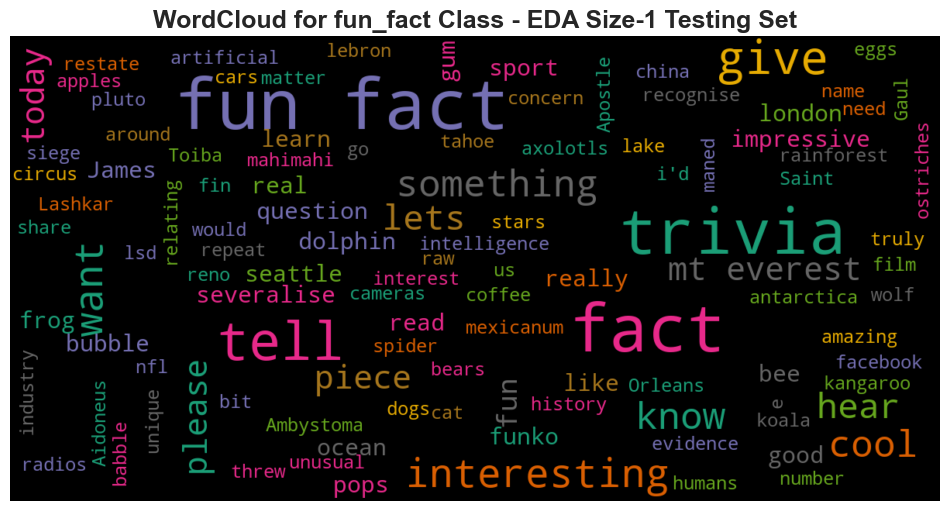 WordCloud for fun_fact Class - EDA Size-1 Testing Set
today
restate
artificial
lebron
gum
sport
give
eggs
apples
cars
matter
Apostle
china
name
Gaul
pluto
fun fact
concern
recognise
need
london
around
learn
tahoe
axolotls
lake
impressive
siege
Toiba
mahimahi
go
rainforest
circus
James
fin
real
something
i'd
maned
Saint
ostriches
Lashkar
relating
question
lets
stars
trivia
share
would
dolphin
intelligence
truly
want
lsd
repeat
raw
us
mt everest
film
reno
seattle
interest
really
severalise
cameras
coffee
antarctica
wolf
frog
tell
read
mexicanum
fact
amazing
bubble
spider
facebook
industry
nfl
please
piece
bears
fun
like
Orleans
bee
kangaroo
Aidoneus
unique
bit
dogs
cat
history
know
e
koala
hear
babble
Ambystoma
funko
evidence
cool
radios
ocean
good
threw
unusual
pops
interesting
humans
number